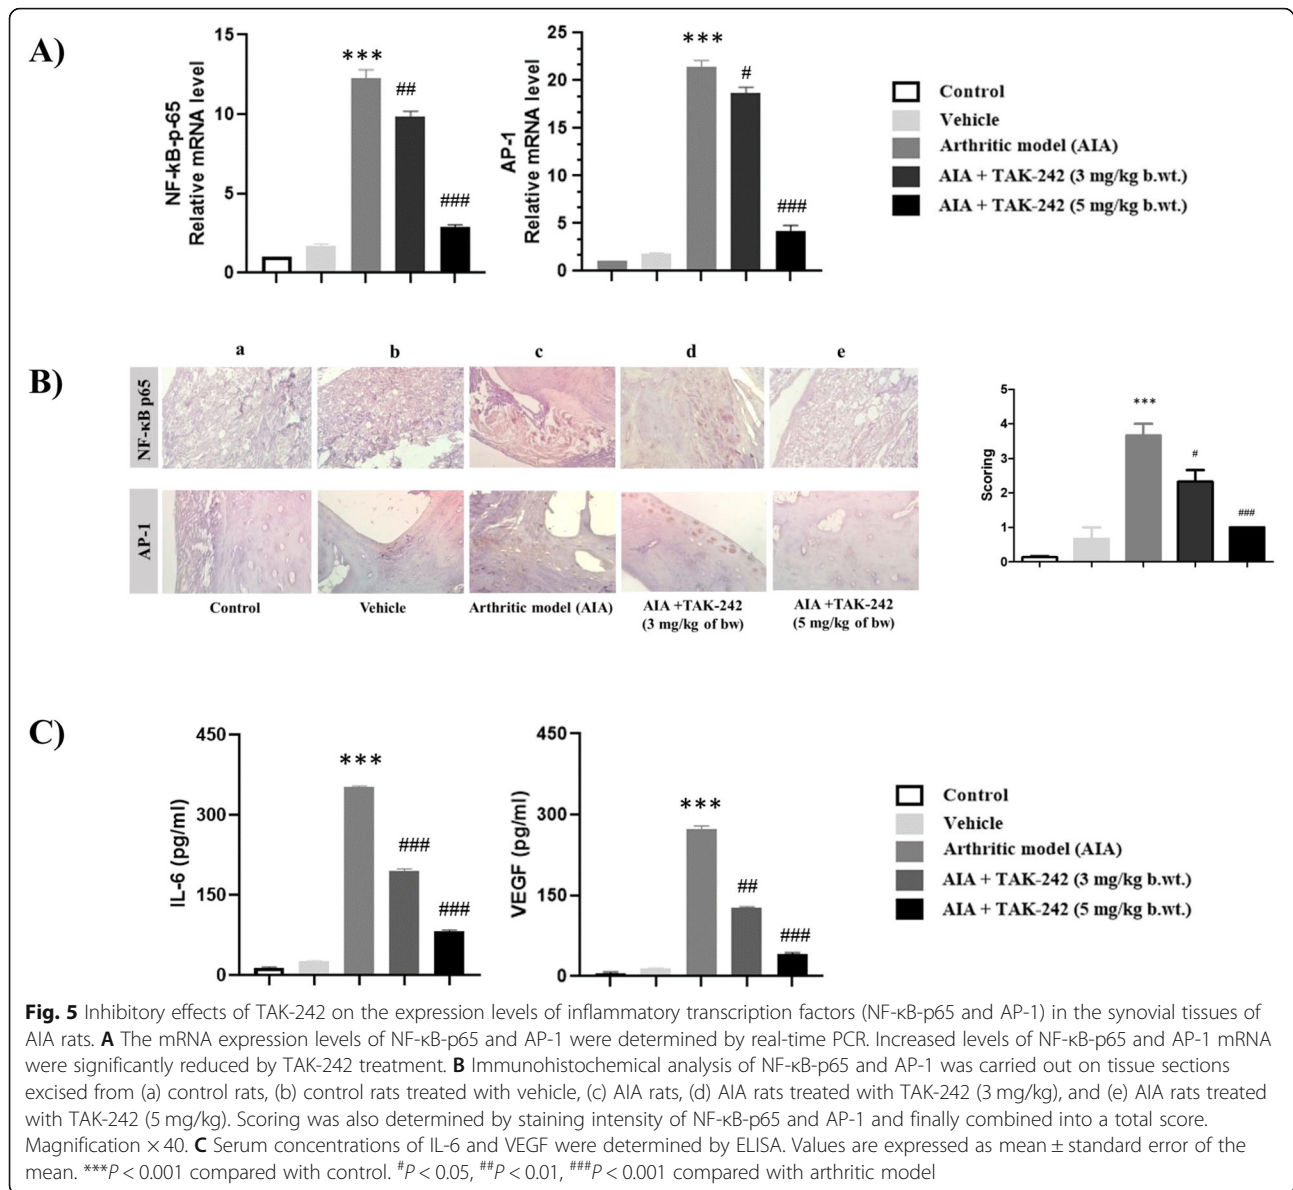 A)
NF-kB-p-65
Relative mRNA level
15
10
5
0
***
##
###
AP-1
Relative mRNA level
25
20
15
10
5
0
***
#
###
Control
Vehicle
Arthritic model (AIA)
AIA + TAK-242 (3 mg/kg b.wt.)
AIA + TAK-242 (5 mg/kg b.wt.)
B)
a b c d e
NF-κB p65
AP-1
Control
Vehicle
Arthritic model (AIA)
AIA +TAK-242
(3 mg/kg of bw)
AIA +TAK-242
(5 mg/kg of bw)
Scoring
5
4
3
2
1
0
***
#
###
C)
IL-6 (pg/ml)
450
300
150
0
***
###
###
VEGF (pg/ml)
450
300
150
0
***
##
###
Control
Vehicle
Arthritic model (AIA)
AIA + TAK-242 (3 mg/kg b.wt.)
AIA + TAK-242 (5 mg/kg b.wt.)
Fig. 5 Inhibitory effects of TAK-242 on the expression levels of inflammatory transcription factors (NF-κB-p65 and AP-1) in the synovial tissues of
AIA rats. A The mRNA expression levels of NF-κB-p65 and AP-1 were determined by real-time PCR. Increased levels of NF-κB-p65 and AP-1 mRNA
were significantly reduced by TAK-242 treatment. B Immunohistochemical analysis of NF-κB-p65 and AP-1 was carried out on tissue sections
excised from (a) control rats, (b) control rats treated with vehicle, (c) AIA rats, (d) AIA rats treated with TAK-242 (3 mg/kg), and (e) AIA rats treated
with TAK-242 (5 mg/kg). Scoring was also determined by staining intensity of NF-κB-p65 and AP-1 and finally combined into a total score.
Magnification × 40. C Serum concentrations of IL-6 and VEGF were determined by ELISA. Values are expressed as mean ± standard error of the
mean. ***P < 0.001 compared with control. #P < 0.05, ##P < 0.01, ###P < 0.001 compared with arthritic model